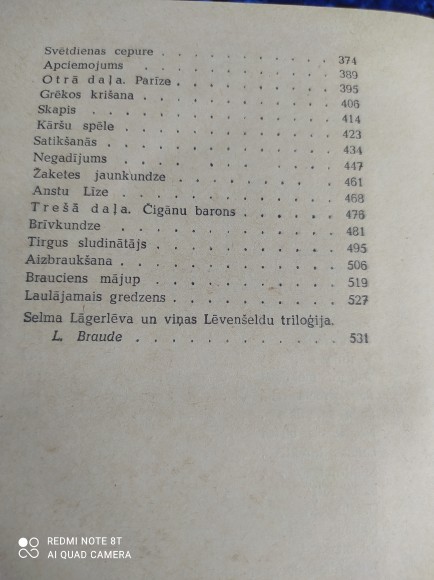 Svētdienas cepure . . . . . . . . . 374
Apciemojums . . . . . . . . . 389
Otrā daļa. Parīze . . . . . . . . . 395
Grēkos krišana . . . . . . . . . 406
Skapis . . . . . . . . . 414
Kāršu spēle . . . . . . . . . 423
Satikšanās . . . . . . . . . 434
Negadījums . . . . . . . . . 447
Žaketes jaunkundze . . . . . . . . . 461
Anstu Līze . . . . . . . . . 468
Trešā daļa. Čigānu barons . . . . . . . . . 476
Brīvkundze . . . . . . . . . 481
Tirgus sludinātājs . . . . . . . . . 495
Aizbraukšana . . . . . . . . . 506
Brauciens mājup . . . . . . . . . 519
Laulājamais gredzens . . . . . . . . . 527
Selma Lāgerlēva un viņas Lēvenšeldu triloģija.
L. Braude . . . . . . . . . 531
REDMI NOTE 8T
AI QUAD CAMERA